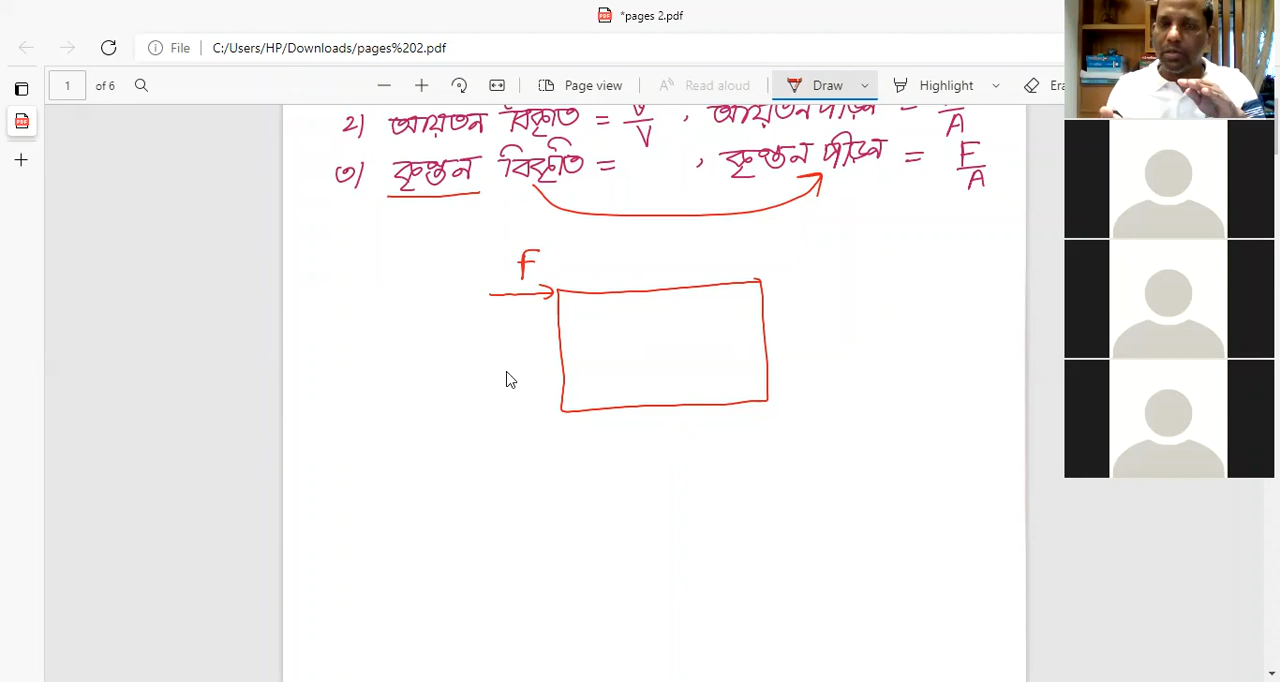 *pages 2.pdf
File C:/Users/HP/Downloads/pages%202.pdf
1 of 6 Page view Read aloud Draw Highlight Era
২) আয়তন বিকৃতি = v/V , আয়তন পীড়ন = F/A
৩) কৃন্তন বিকৃতি = , কৃন্তন পীড়ন = F/A
F